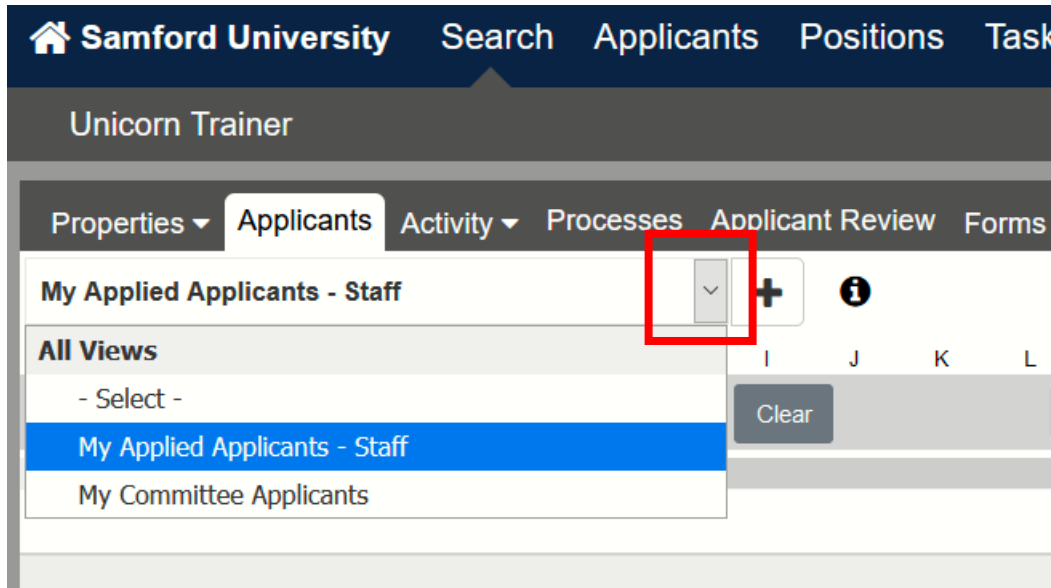 Samford University Search Applicants Positions Task
Unicorn Trainer
Properties Applicants Activity Processes Applicant Review Forms
My Applied Applicants - Staff
All Views
I J K L
- Select -
Clear
My Applied Applicants - Staff
My Committee Applicants